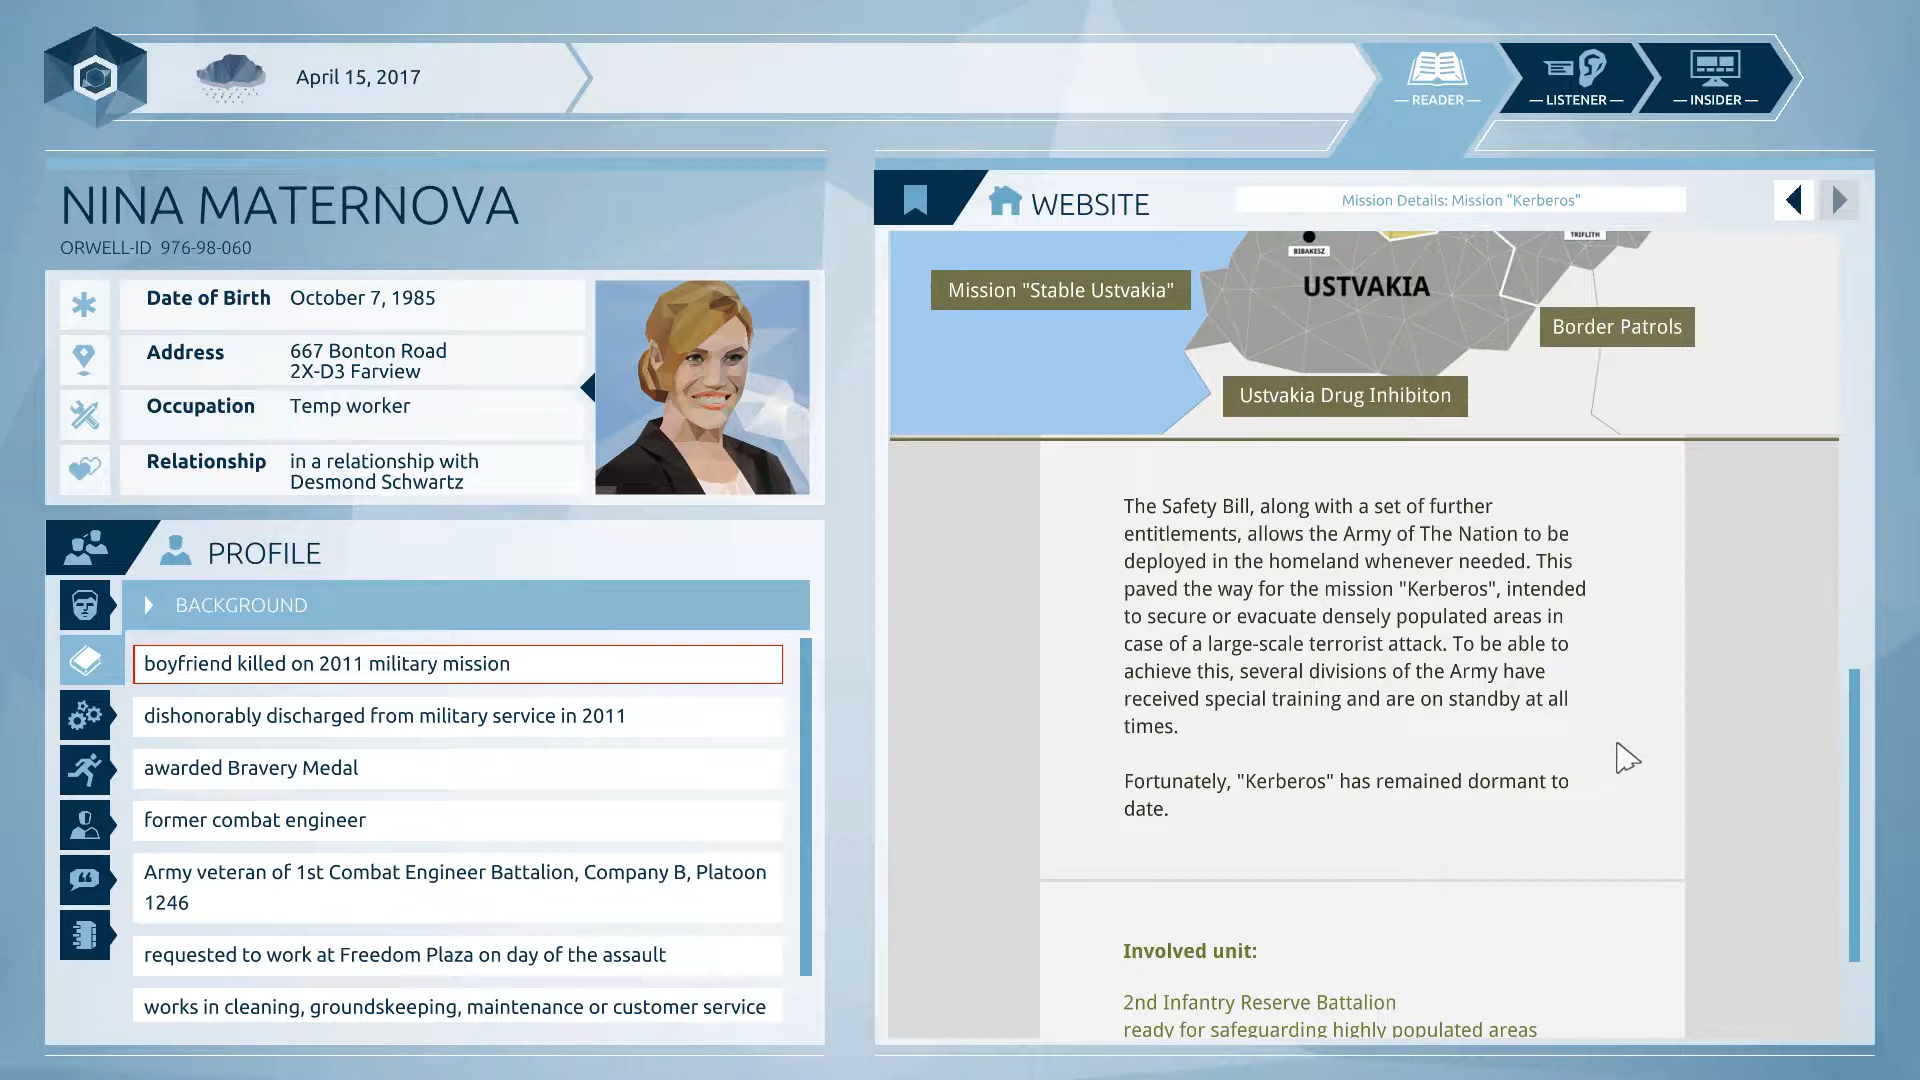 April 15, 2017
READER
LISTENER
INSIDER
NINA MATERNOVA
ORWELL-ID 976-98-060
Date of Birth October 7, 1985
Address 667 Bonton Road
2X-D3 Farview
Occupation Temp worker
Relationship in a relationship with
Desmond Schwartz
PROFILE
BACKGROUND
boyfriend killed on 2011 military mission
dishonorably discharged from military service in 2011
awarded Bravery Medal
former combat engineer
Army veteran of 1st Combat Engineer Battalion, Company B, Platoon
1246
requested to work at Freedom Plaza on day of the assault
works in cleaning, groundskeeping, maintenance or customer service
WEBSITE
Mission Details: Mission "Kerberos"
TRIFLITH
BIBAKESZ
Mission "Stable Ustvakia"
USTVAKIA
Border Patrols
Ustvakia Drug Inhibiton
The Safety Bill, along with a set of further
entitlements, allows the Army of The Nation to be
deployed in the homeland whenever needed. This
paved the way for the mission "Kerberos", intended
to secure or evacuate densely populated areas in
case of a large-scale terrorist attack. To be able to
achieve this, several divisions of the Army have
received special training and are on standby at all
times.
Fortunately, "Kerberos" has remained dormant to
date.
Involved unit:
2nd Infantry Reserve Battalion
ready for safeguarding highly populated areas